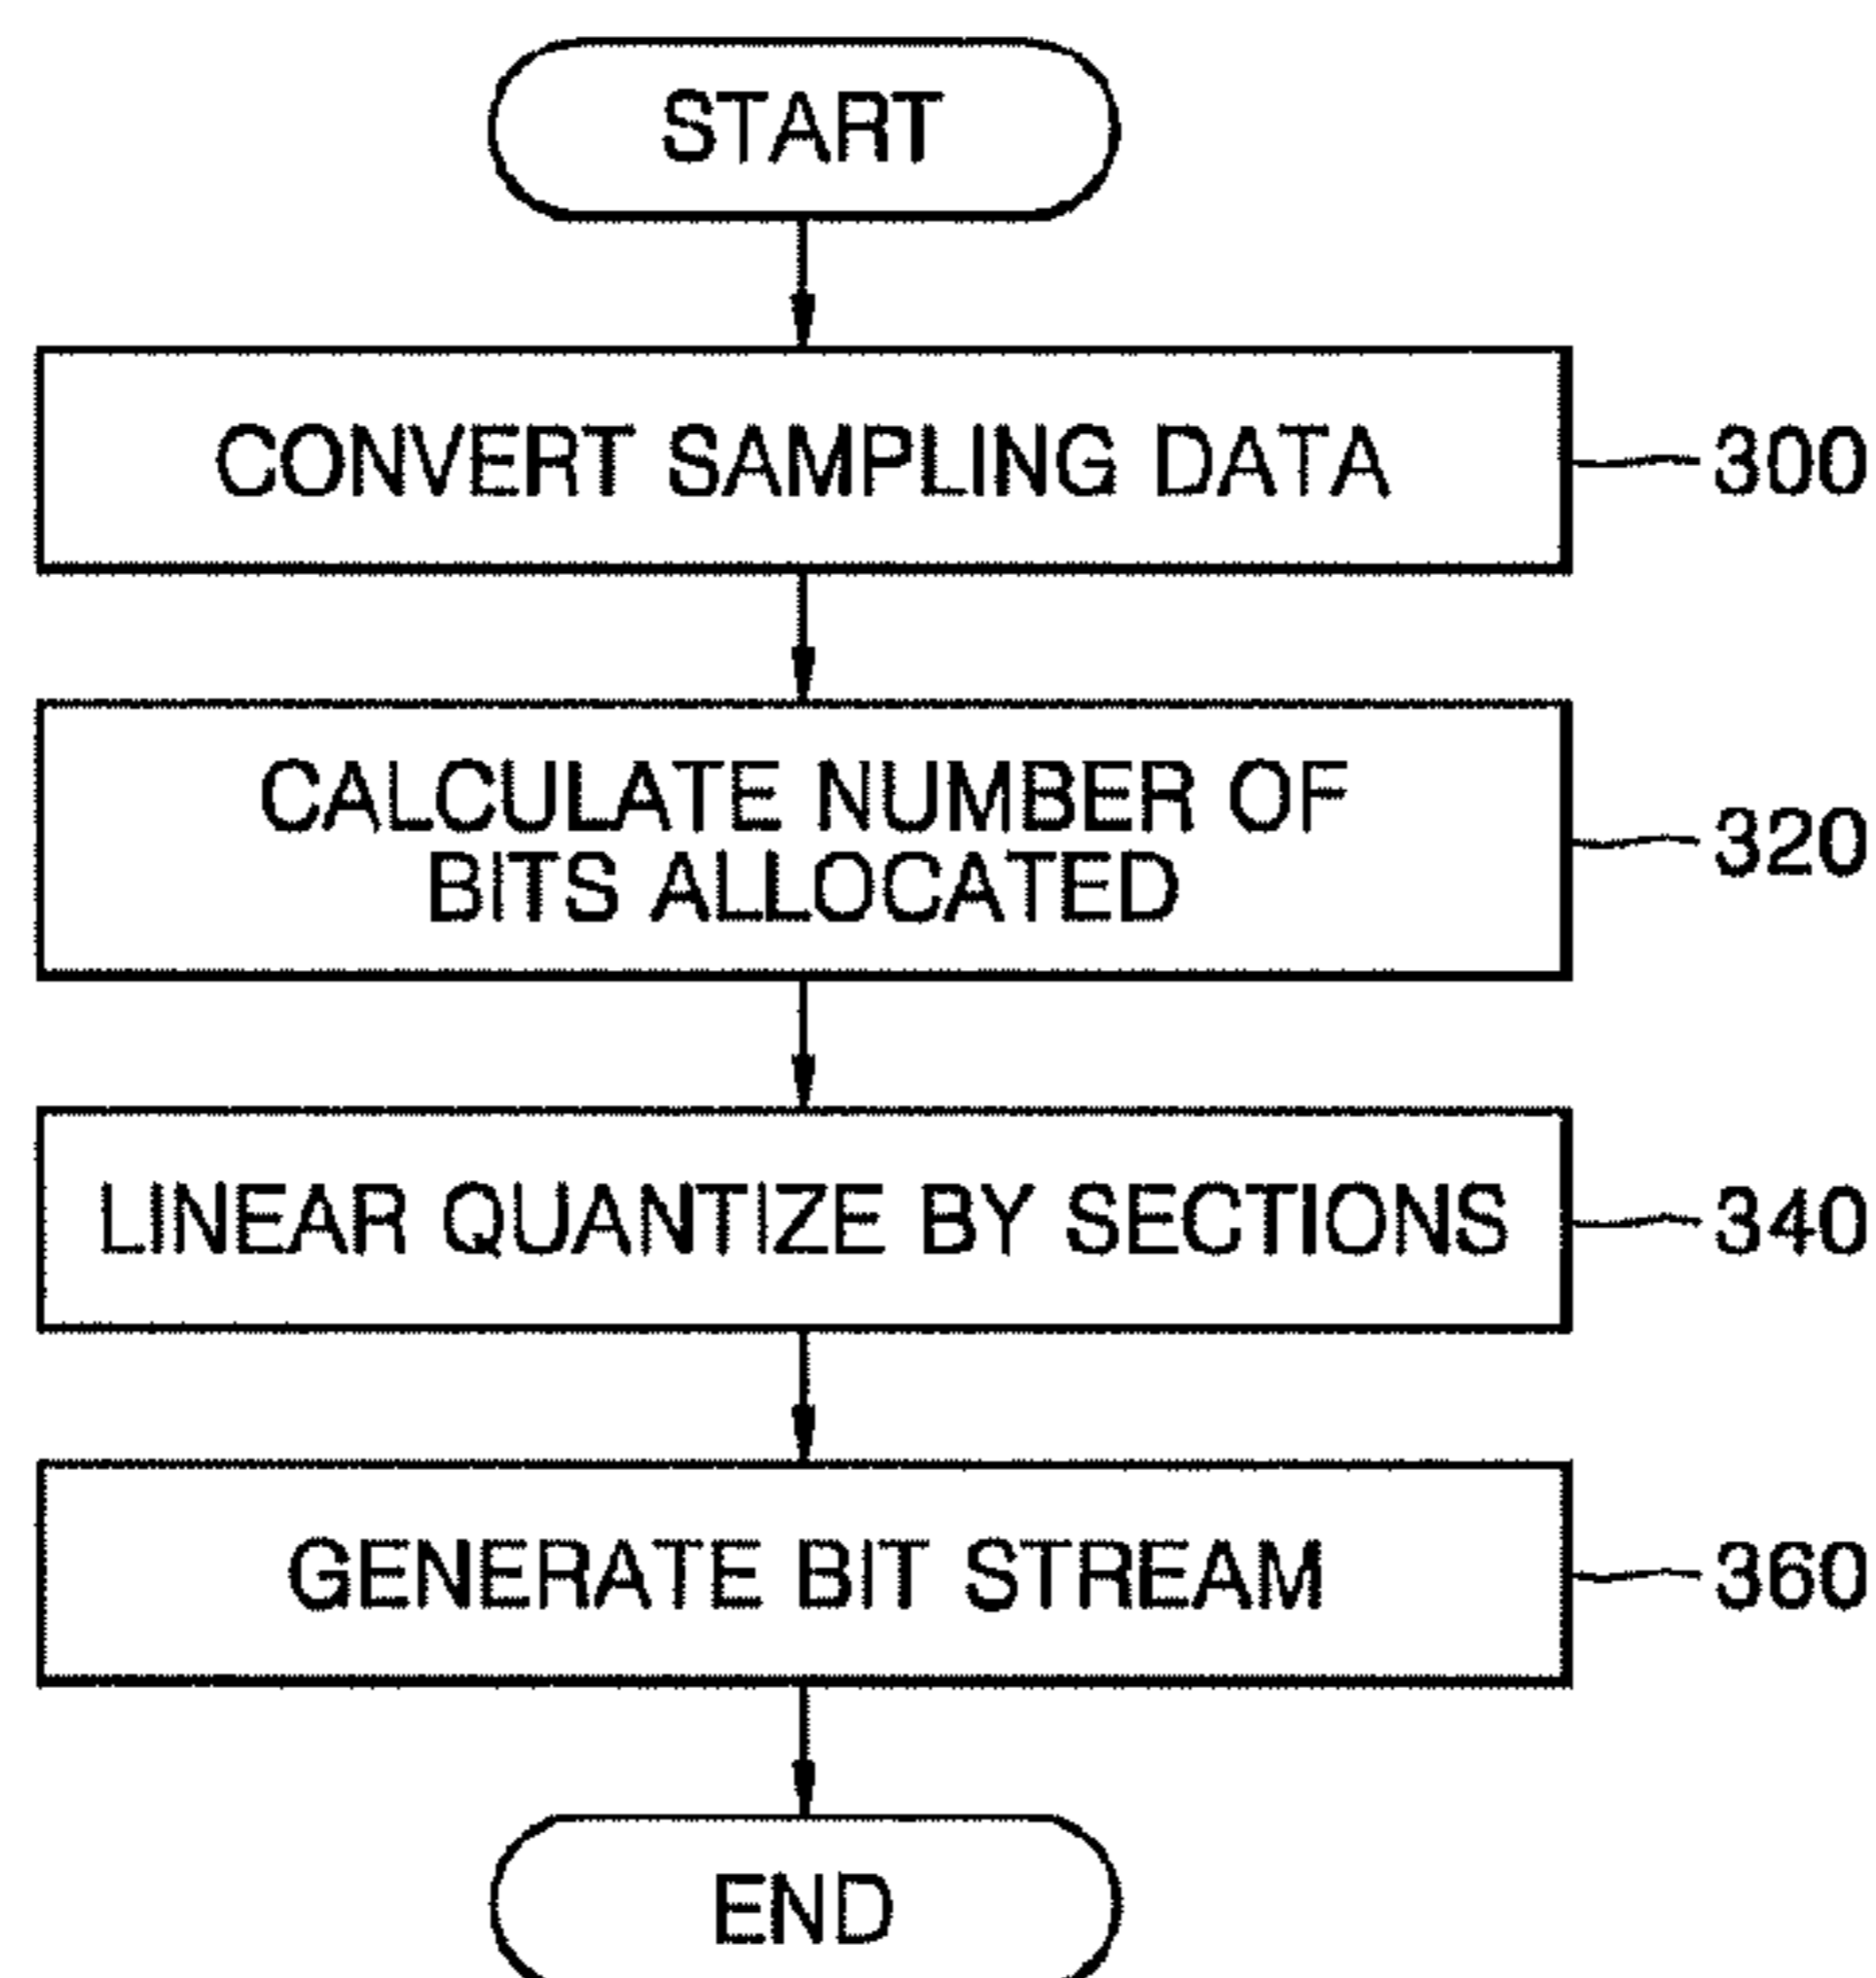 START
CONVERT SAMPLING DATA
300
CALCULATE NUMBER OF
BITS ALLOCATED
320
LINEAR QUANTIZE BY SECTIONS
340
GENERATE BIT STREAM
360
END